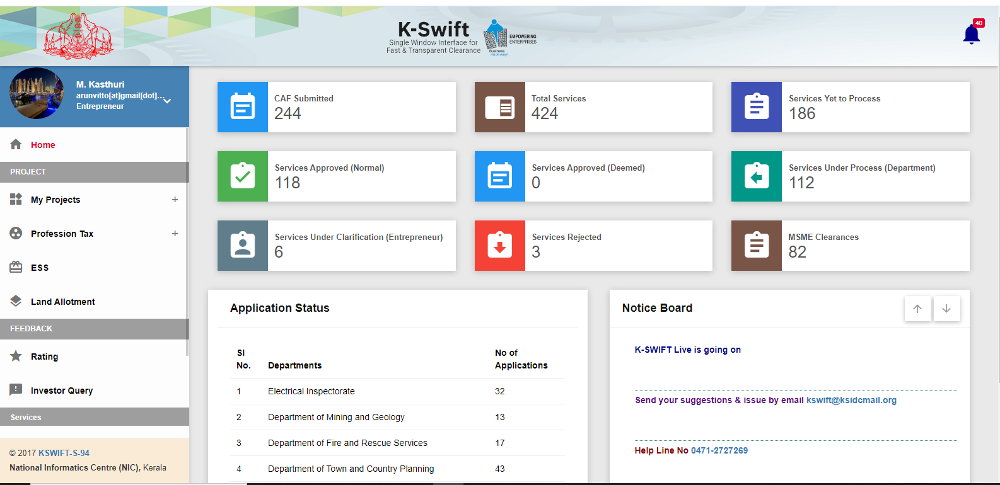 K-Swift
Single Window Interface for
Fast & Transparent Clearance
EMPOWERING
ENTERPRISES
Business
made easy!
40
M. Kasthuri
arunvitto[at]gmail[dot]...
Entrepreneur
Home
PROJECT
My Projects +
Profession Tax +
ESS
Land Allotment
FEEDBACK
Rating
Investor Query
Services
© 2017 KSWIFT-S-94
National Informatics Centre (NIC), Kerala
CAF Submitted
244
Total Services
424
Services Yet to Process
186
Services Approved (Normal)
118
Services Approved (Deemed)
0
Services Under Process (Department)
112
Services Under Clarification (Entrepreneur)
6
Services Rejected
3
MSME Clearances
82
Application Status
Sl No. Departments No of Applications
1 Electrical Inspectorate 32
2 Department of Mining and Geology 13
3 Department of Fire and Rescue Services 17
4 Department of Town and Country Planning 43
Notice Board
K-SWIFT Live is going on
Send your suggestions & issue by email kswift@ksidcmail.org
Help Line No 0471-2727269